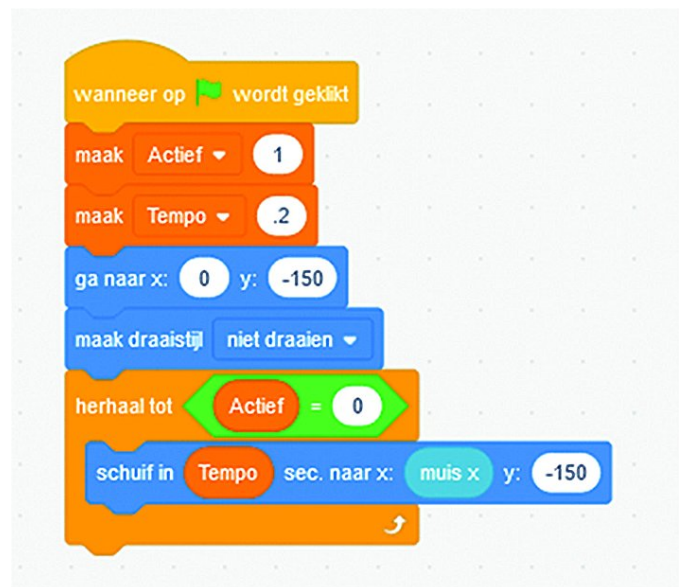 wanneer op wordt geklikt
maak Actief 1
maak Tempo .2
ga naar x: 0 y: -150
maak draaistijl niet draaien
herhaal tot Actief = 0
schuif in Tempo sec. naar x: muis x y: -150